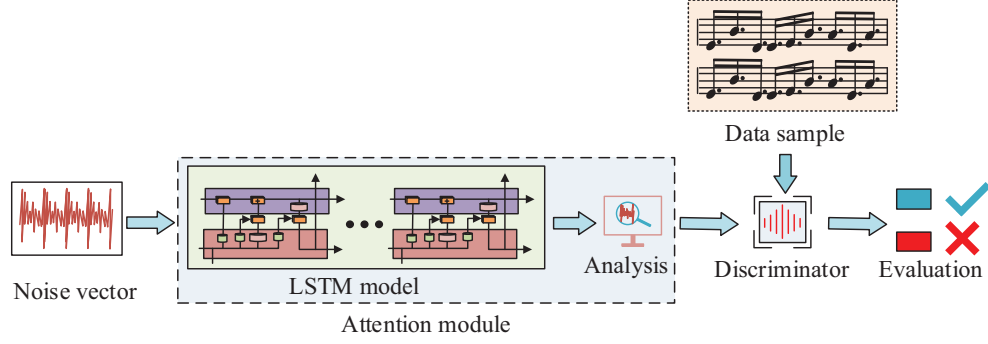 Data sample
Noise vector
LSTM model
Analysis
Discriminator
Evaluation
Attention module